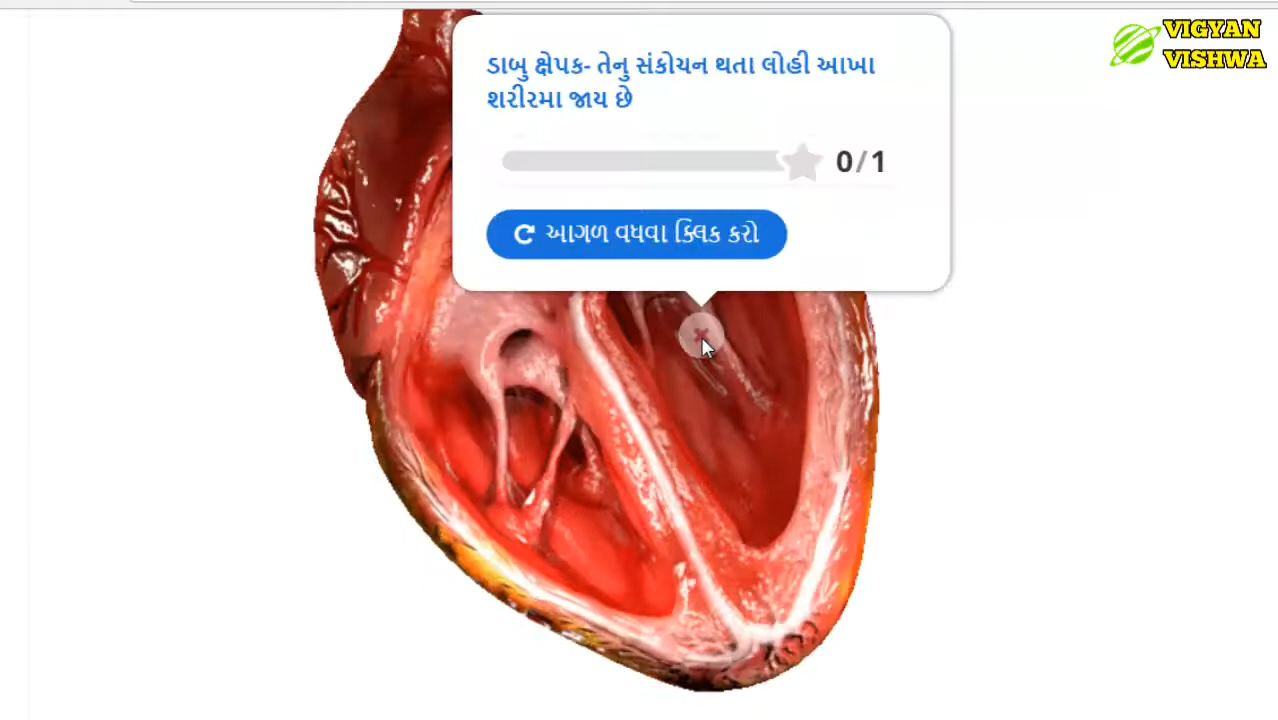 VIGYAN
VISHWA
ડાબુ ક્ષેપક- તેનુ સંકોચન થતા લોહી આખા
શરીરમા જાય છે
0/1
આગળ વધવા ક્લિક કરો